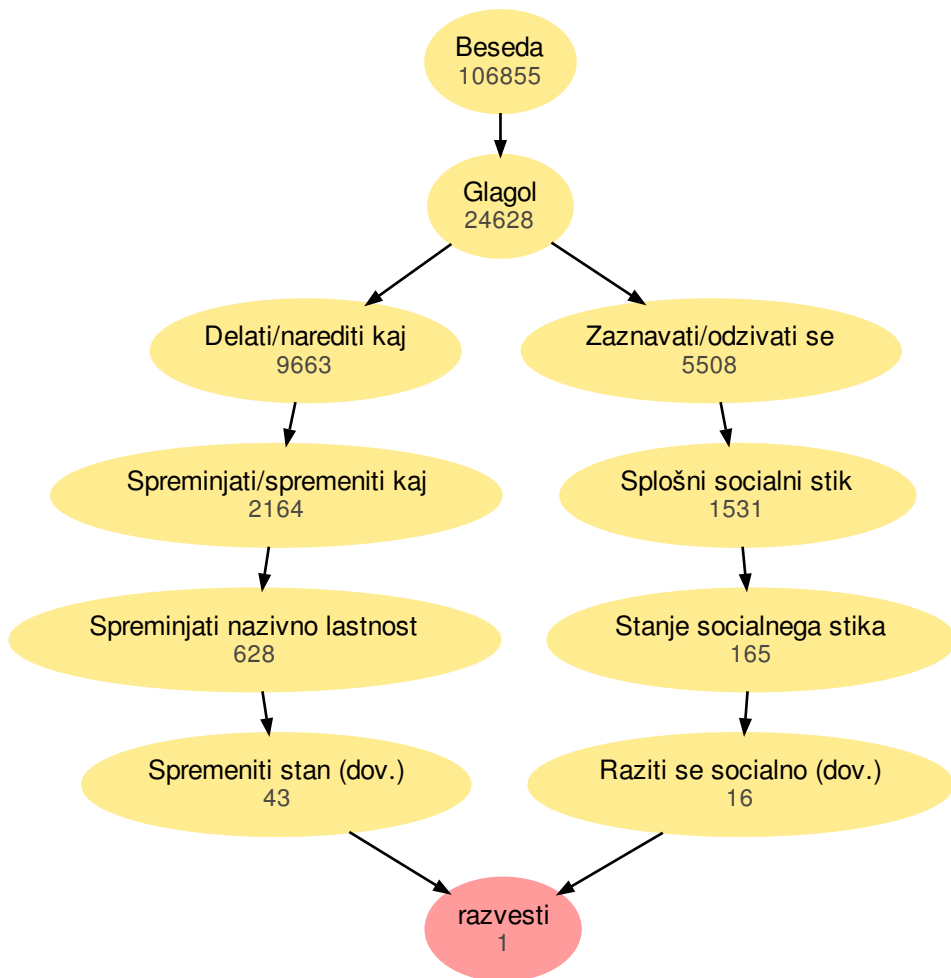 Beseda
106855
Glagol
24628
Delati/narediti kaj
9663
Zaznavati/odzivati se
5508
Spreminjati/spremeniti kaj
2164
Splošni socialni stik
1531
Spreminjati nazivno lastnost
628
Stanje socialnega stika
165
Spremeniti stan (dov.)
43
Raziti se socialno (dov.)
16
razvesti
1